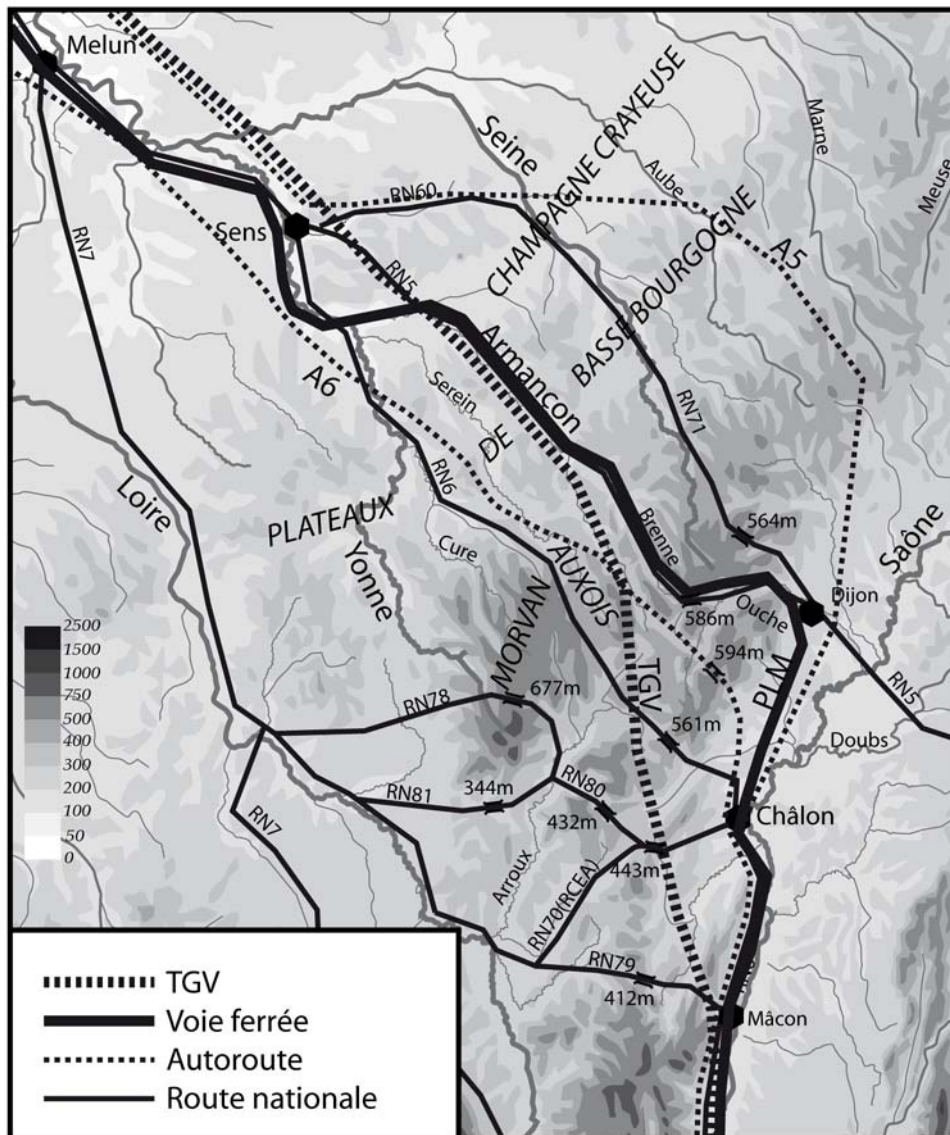 Melun
Seine
CHAMPAGNE CRAYEUSE
Marne
Aube
Meuse
RN60
RN7
Sens
RN5
BASSE BOURGOGNE
A5
Armançon
A6
Serein
DE
RN71
RN6
Loire
PLATEAUX
Brenne
564m
Saône
Cure
Yonne
AUXOIS
MORVAN
Ouche
Dijon
586m
2500
1500
1000
750
500
400
300
200
100
50
0
594m
TGV
PLM
RN5
677m
RN78
561m
Doubs
RN80
344m
RN81
432m
RN7
Châlon
443m
Arroux
RN70(RCEA)
RN79
412m
Mâcon
TGV
Voie ferrée
Autoroute
Route nationale